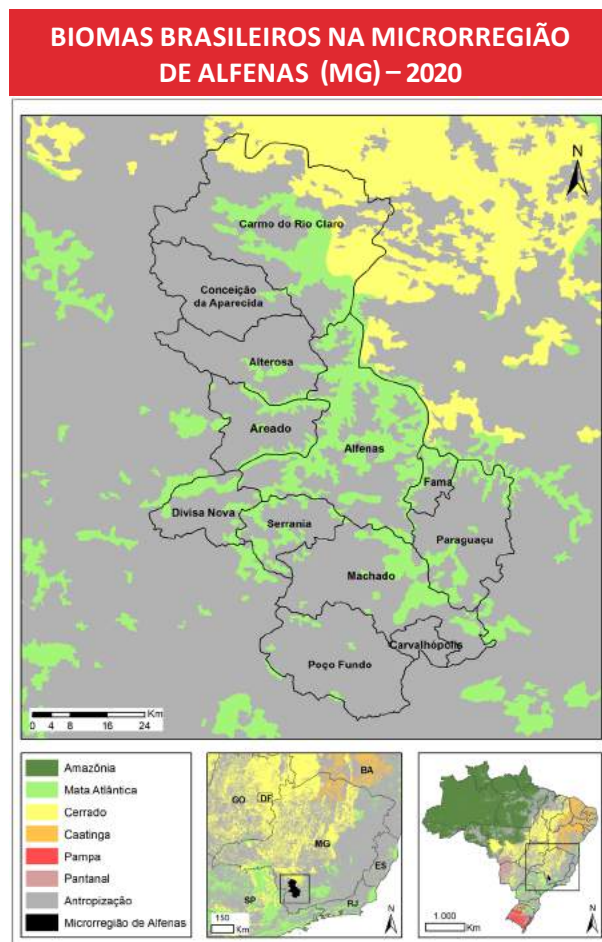 BIOMAS BRASILEIROS NA MICRORREGIÃO
DE ALFENAS (MG) – 2020
N
Carmo do Rio Claro
Conceição
da Aparecida
Alterosa
Areado
Alfenas
Fama
Divisa Nova
Serrania
Paraguaçu
Machado
Carvalhópolis
Poço Fundo
Km
0 4 8 16 24
Amazônia
Mata Atlântica
Cerrado
Caatinga
Pampa
Pantanal
Antropização
Microrregião de Alfenas
BA
GO
DF
MG
ES
SP
RJ
150
Km
N
1.000
Km
N